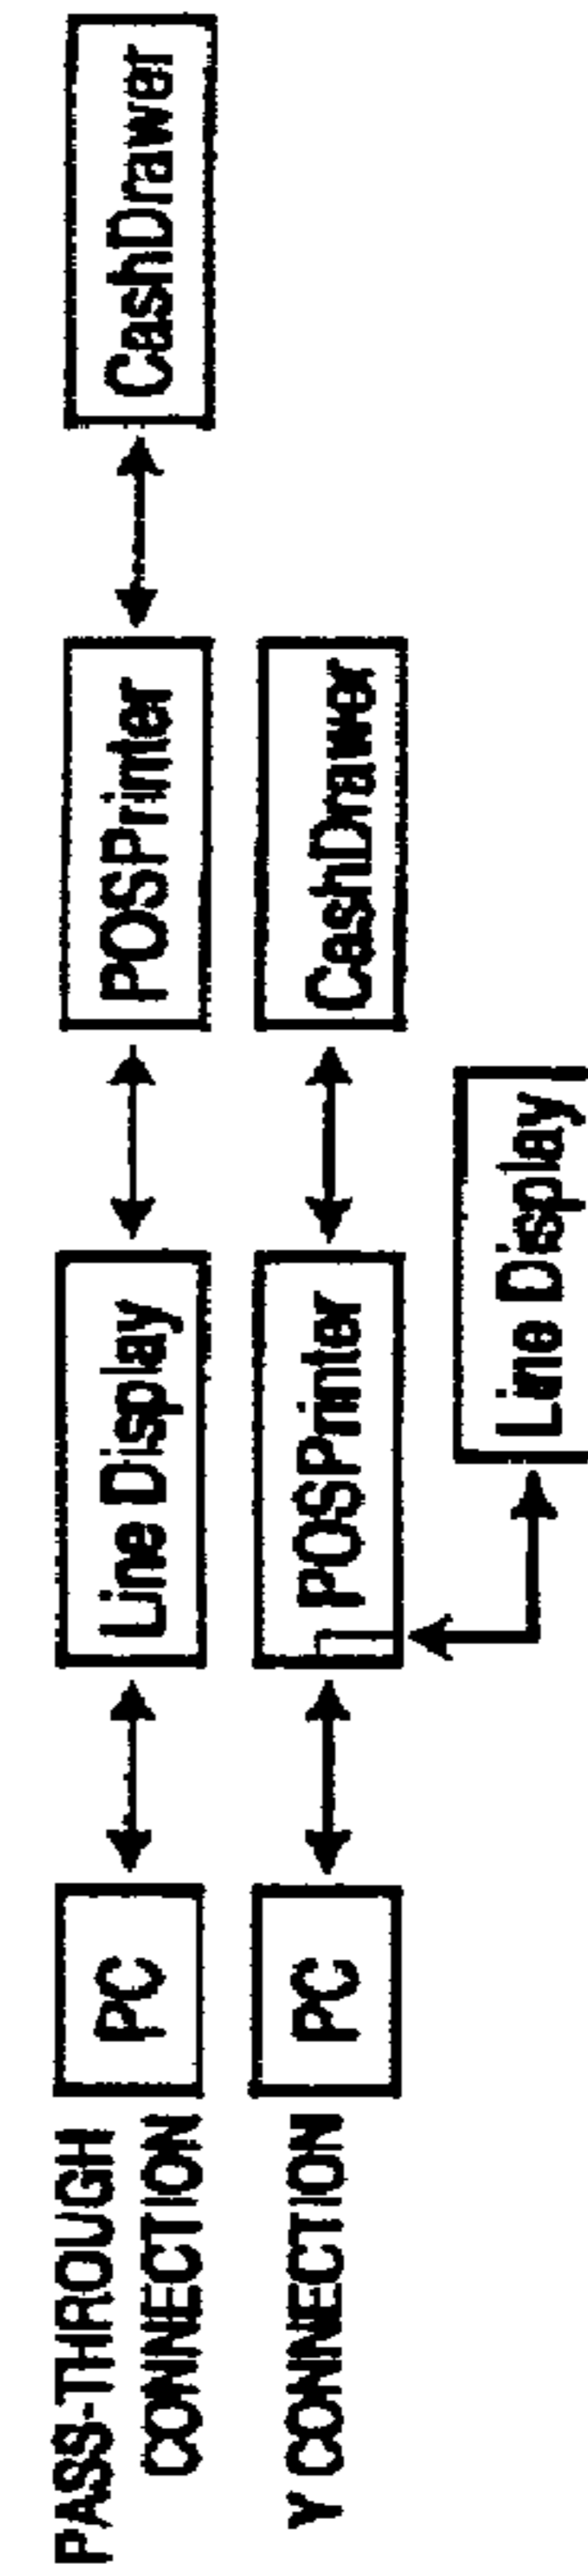 PASS-THROUGH
CONNECTION
PC
Line Display
POSPrinter
CashDrawer
Y CONNECTION
PC
POSPrinter
CashDrawer
Line Display